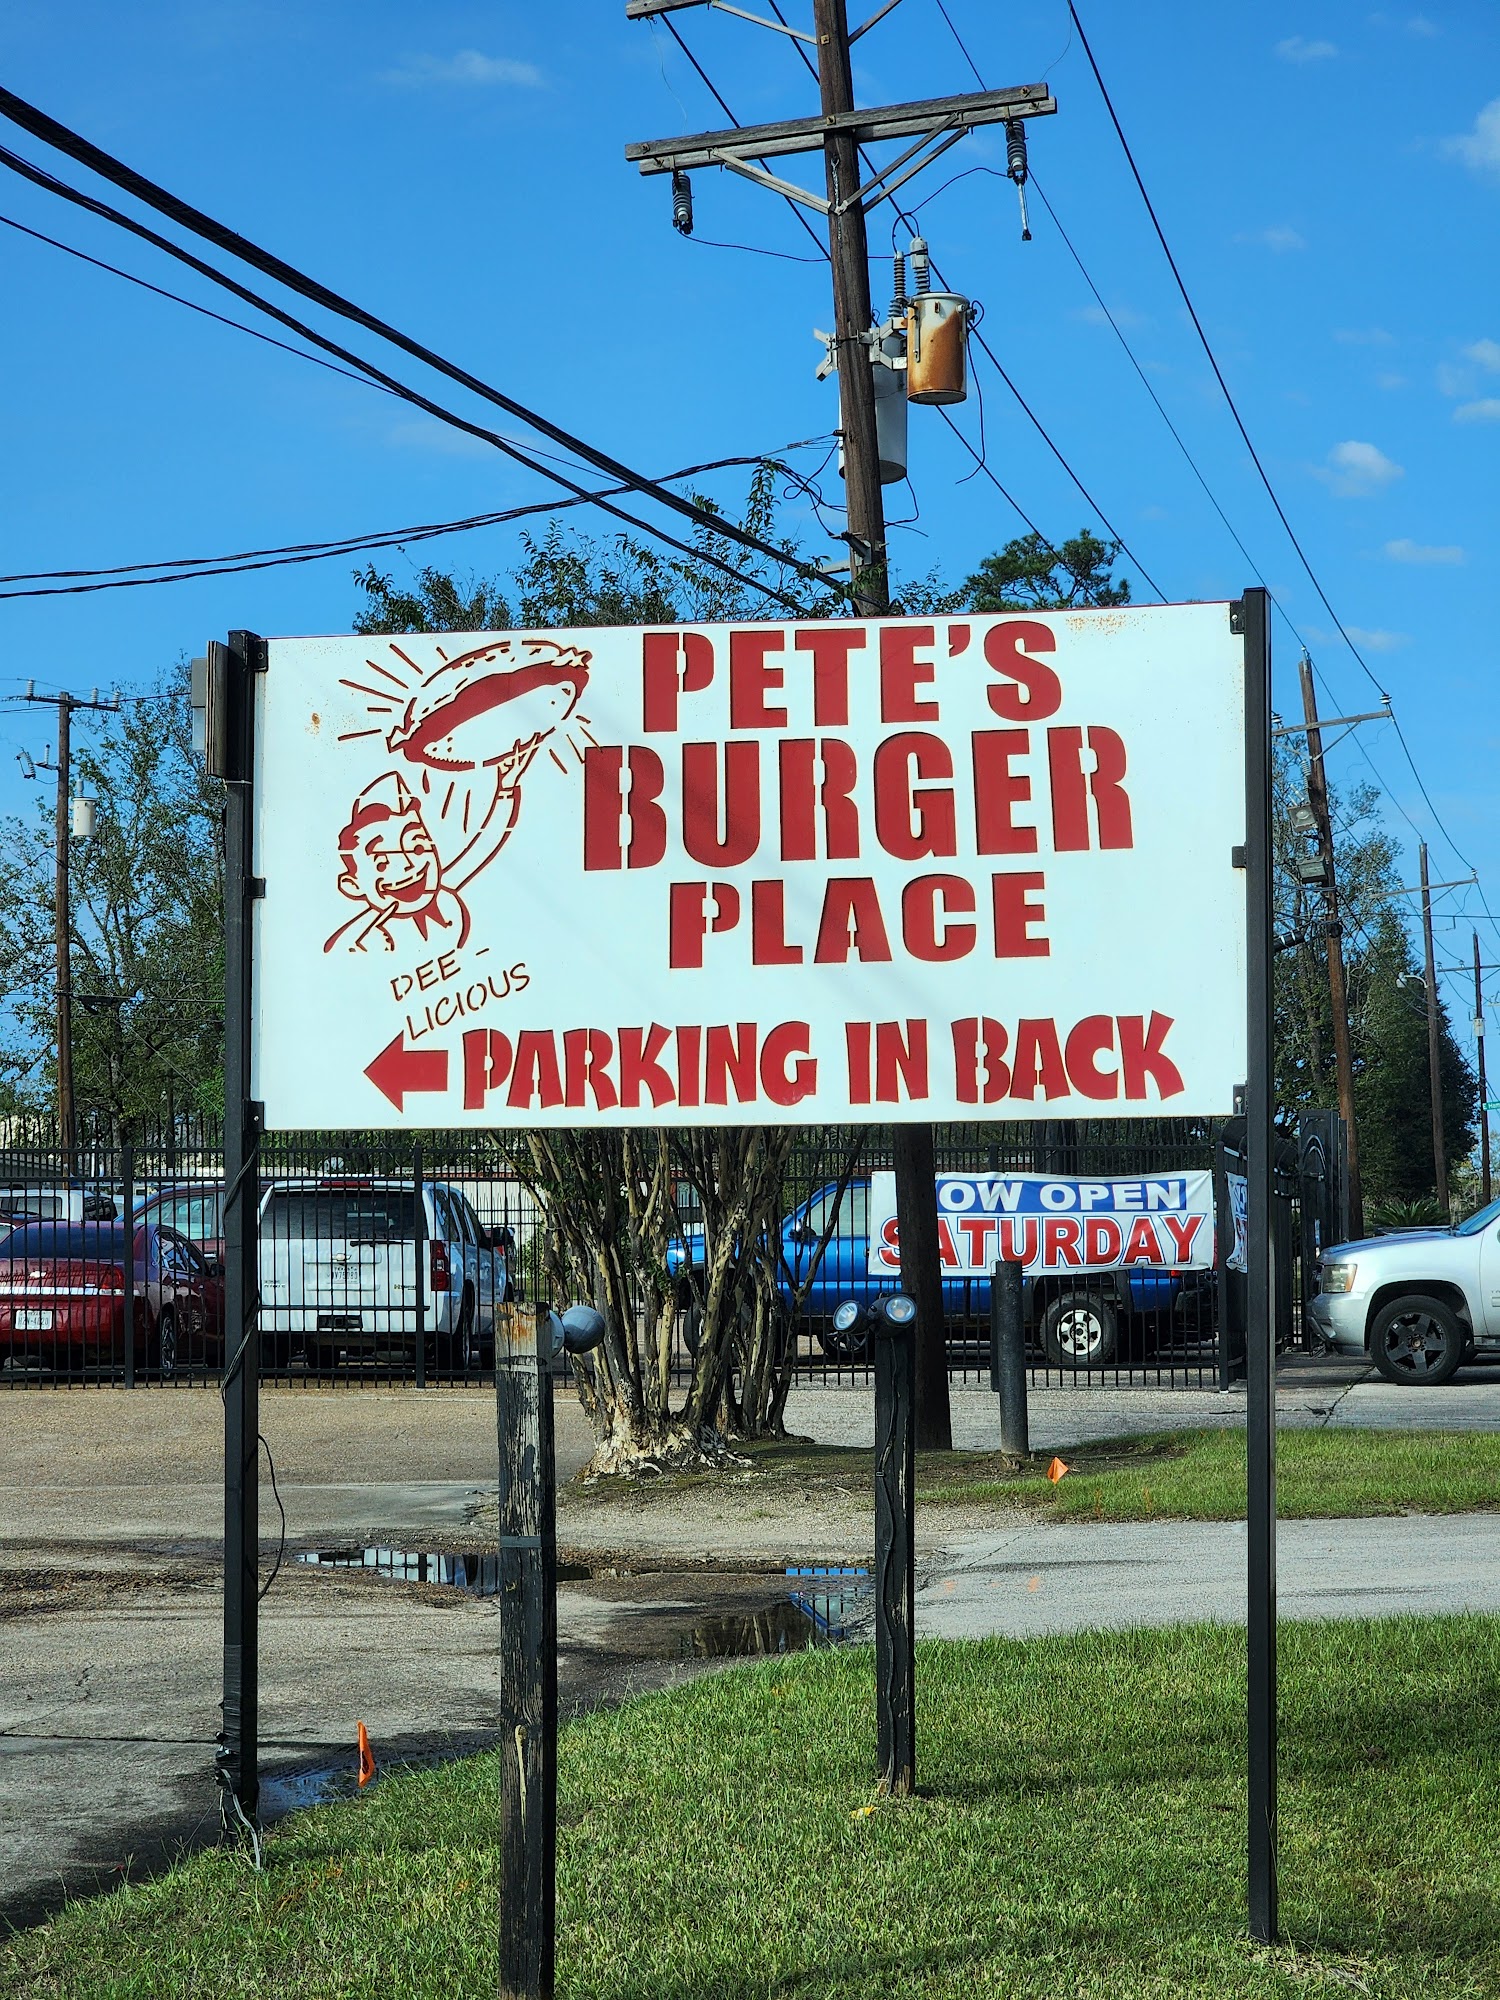 PETE'S
BURGER
PLACE
DEE -
LICIOUS
PARKING IN BACK
OW OPEN
SATURDAY